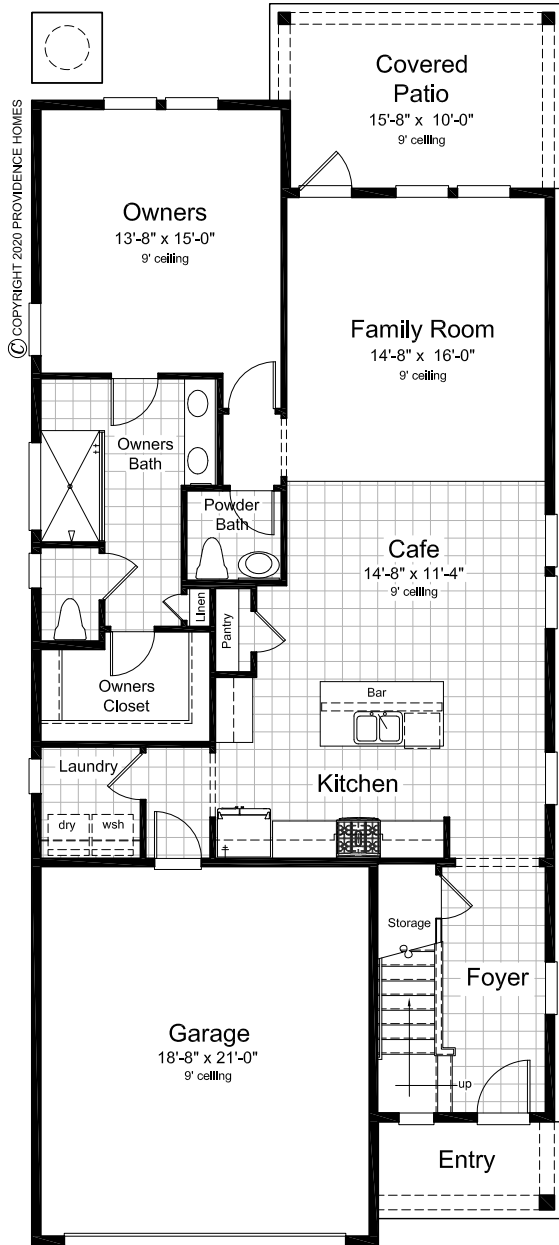 Covered
Patio
15'-8" x 10'-0"
9' ceiling
© COPYRIGHT 2020 PROVIDENCE HOMES
Owners
13'-8" x 15'-0"
9' ceiling
Family Room
14'-8" x 16'-0"
9' ceiling
Owners
Bath
Powder
Bath
Cafe
14'-8" x 11'-4"
9' ceiling
Linen
Pantry
Owners
Closet
Bar
Laundry
Kitchen
dry
wsh
Storage
Foyer
Garage
18'-8" x 21'-0"
9' ceiling
up
Entry